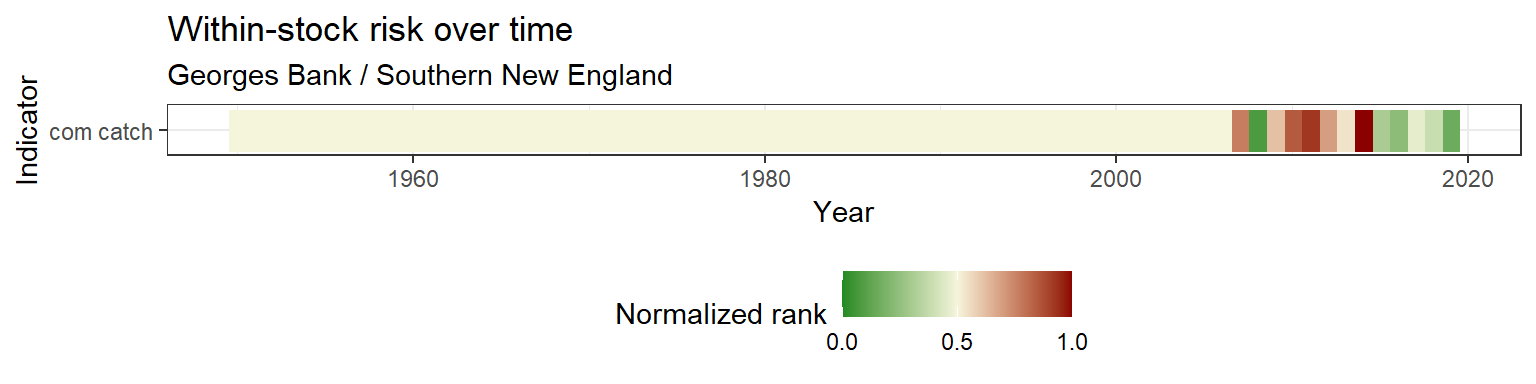 Within-stock risk over time
Georges Bank / Southern New England
Indicator
com catch
1960 1980 2000 2020
Year
Normalized rank
0.0 0.5 1.0